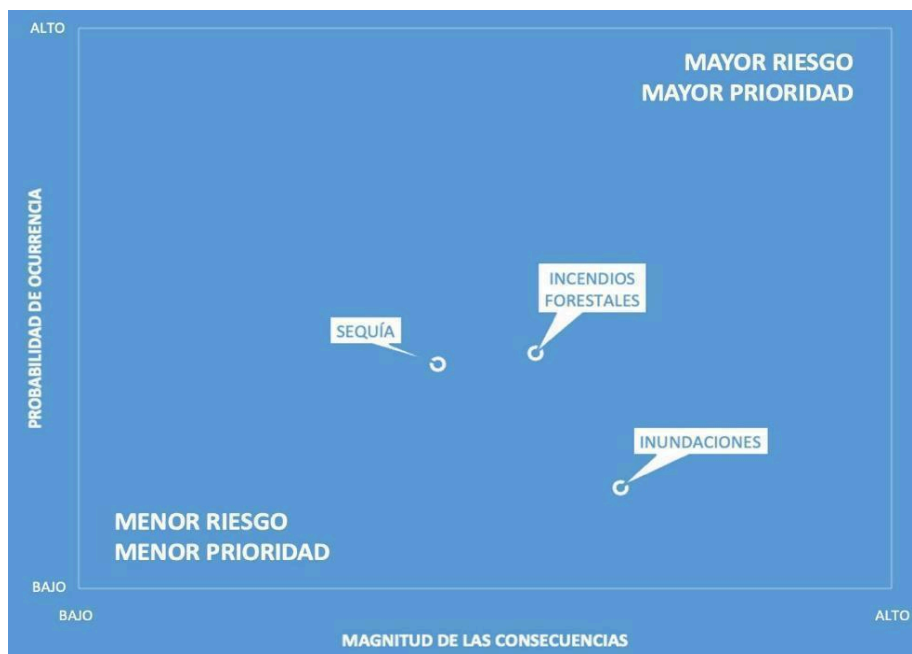 ALTO
MAYOR RIESGO
MAYOR PRIORIDAD
PROBABILIDAD DE OCURRENCIA
INCENDIOS
FORESTALES
SEQUÍA
INUNDACIONES
MENOR RIESGO
MENOR PRIORIDAD
BAJO
BAJO
ALTO
MAGNITUD DE LAS CONSECUENCIAS